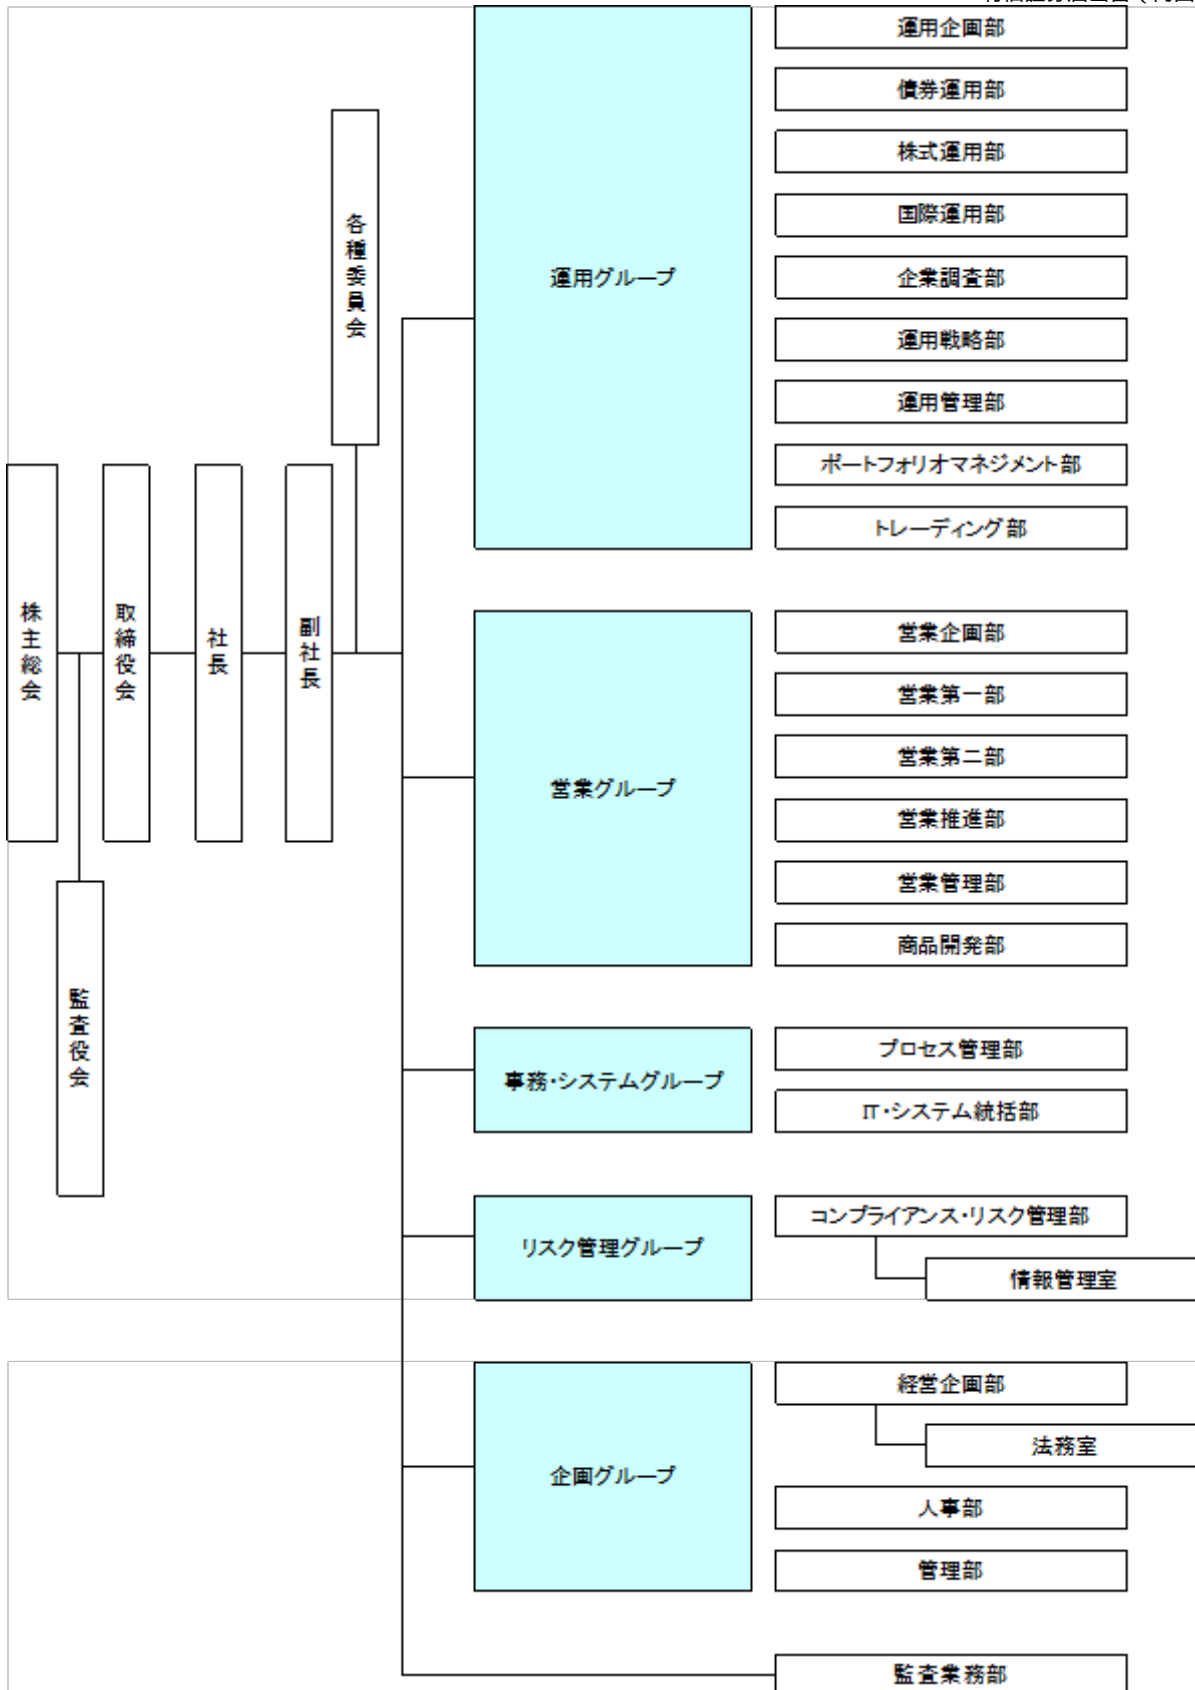 運用企画部
債券運用部
株式運用部
国際運用部
企業調査部
運用戦略部
運用管理部
ポートフォリオマネジメント部
トレーディング部
運用グループ
各種委員会
株主総会
取締役会
社長
副社長
監査役会
営業グループ
営業企画部
営業第一部
営業第二部
営業推進部
営業管理部
商品開発部
事務・システムグループ
プロセス管理部
IT・システム統括部
リスク管理グループ
コンプライアンス・リスク管理部
情報管理室
企画グループ
経営企画部
法務室
人事部
管理部
監査業務部